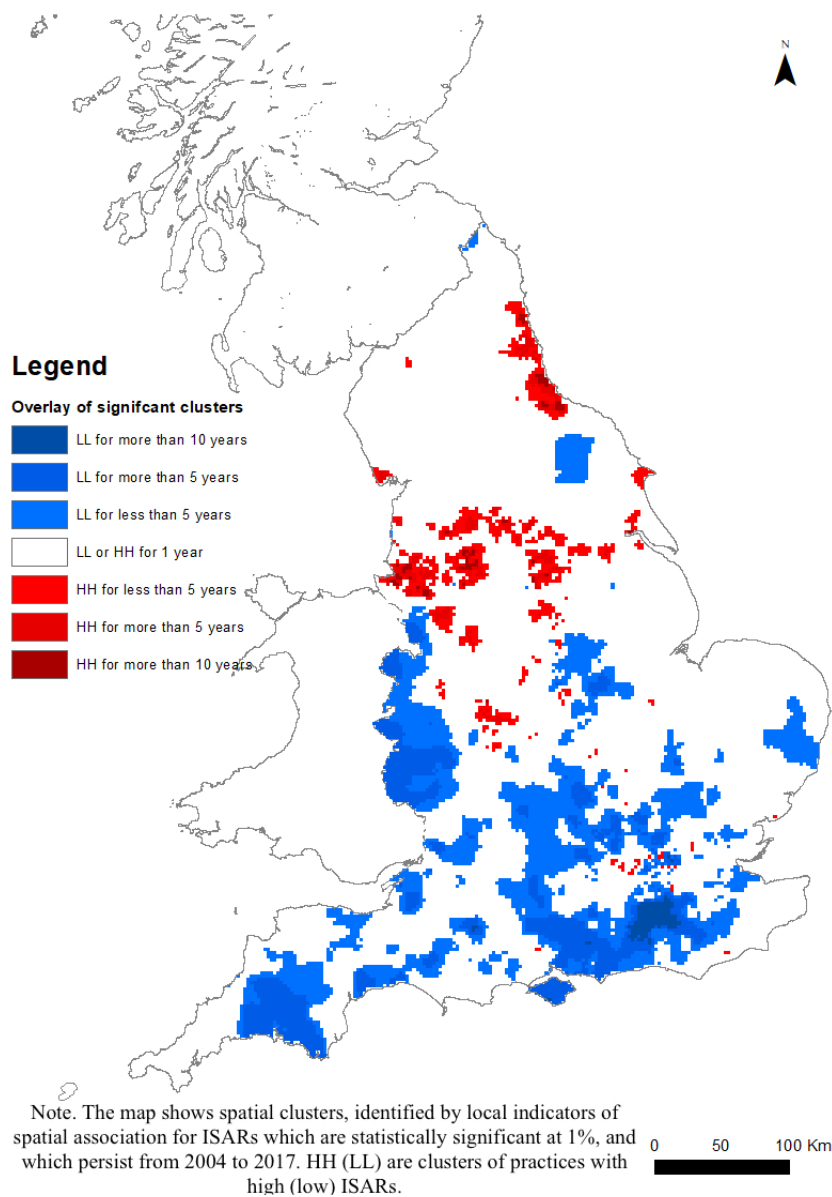 N
Legend
Overlay of signifcant clusters
LL for more than 10 years
LL for more than 5 years
LL for less than 5 years
LL or HH for 1 year
HH for less than 5 years
HH for more than 5 years
HH for more than 10 years
Note. The map shows spatial clusters, identified by local indicators of
spatial association for ISARs which are statistically significant at 1%, and
which persist from 2004 to 2017. HH (LL) are clusters of practices with
high (low) ISARs.
0 50 100 Km